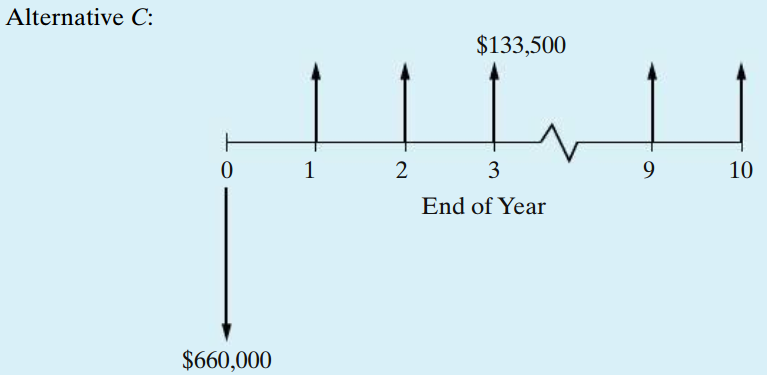 Alternative C:
$133,500
0 1 2 3 9 10
End of Year
$660,000